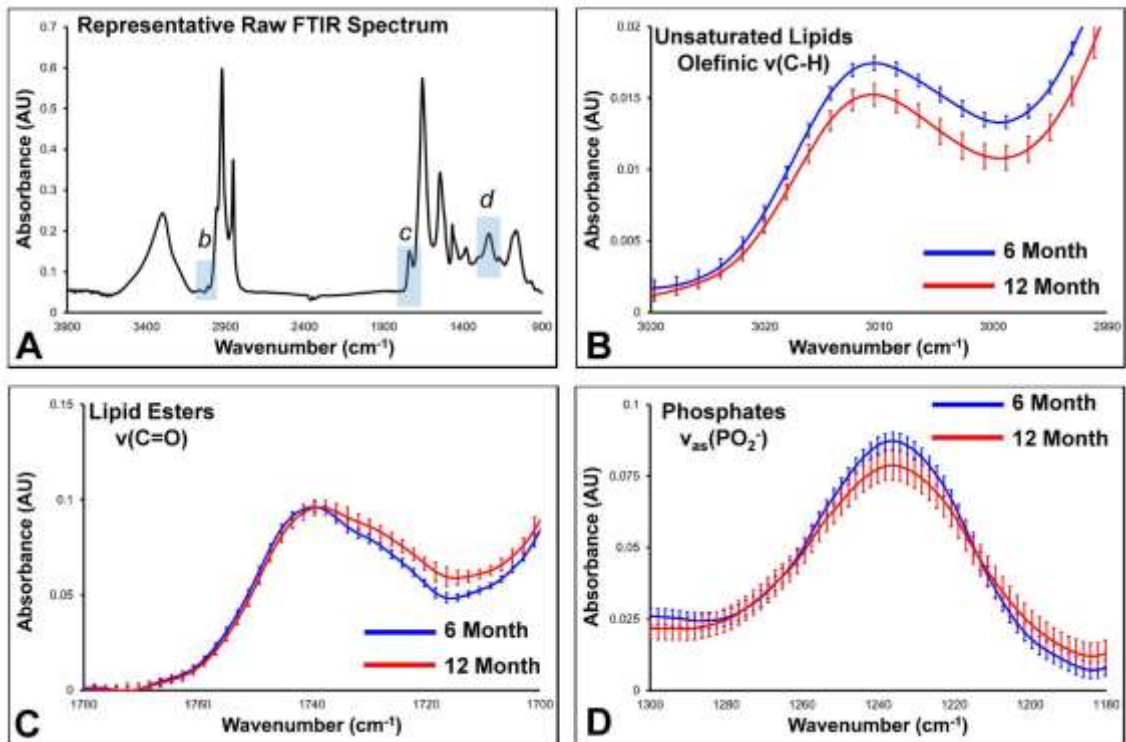 Representative Raw FTIR Spectrum
0.7
0.6
0.5
0.4
0.3
0.2
0.1
0
Absorbance (AU)
b
c
d
3900
3400
2900
2400
1900
1400
900
Wavenumber (cm-1)
A
Unsaturated Lipids
Olefinic v(C-H)
0.02
0.015
0.01
0.005
0
Absorbance (AU)
6 Month
12 Month
3030
3020
3010
3000
2990
Wavenumber (cm-1)
B
Lipid Esters
v(C=O)
0.15
0.1
0.05
0
Absorbance (AU)
6 Month
12 Month
1780
1760
1740
1720
1700
Wavenumber (cm-1)
C
Phosphates
vas(PO2-)
0.1
0.075
0.05
0.025
0
Absorbance (AU)
6 Month
12 Month
1300
1280
1260
1240
1220
1200
1180
Wavenumber (cm-1)
D